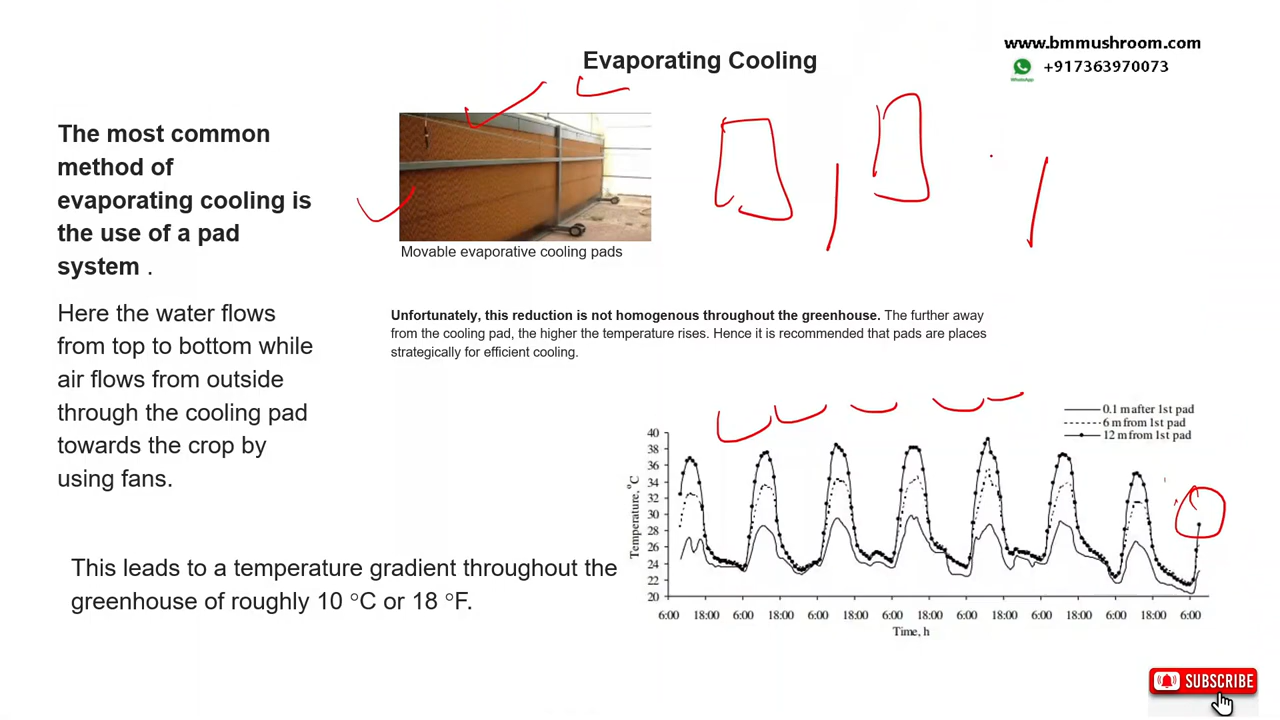 Evaporating Cooling
www.bmmushroom.com
WhatsApp
+917363970073
The most common
method of
evaporating cooling is
the use of a pad
system .
Here the water flows
from top to bottom while
air flows from outside
through the cooling pad
towards the crop by
using fans.
Movable evaporative cooling pads
Unfortunately, this reduction is not homogenous throughout the greenhouse. The further away
from the cooling pad, the higher the temperature rises. Hence it is recommended that pads are places
strategically for efficient cooling.
This leads to a temperature gradient throughout the
greenhouse of roughly 10 °C or 18 °F.
0.1 m after 1st pad
6 m from 1st pad
12 m from 1st pad
Temperature, °C
40
38
36
34
32
30
28
26
24
22
20
6:00 18:00 6:00 18:00 6:00 18:00 6:00 18:00 6:00 18:00 6:00 18:00 6:00 18:00 6:00
Time, h
SUBSCRIBE